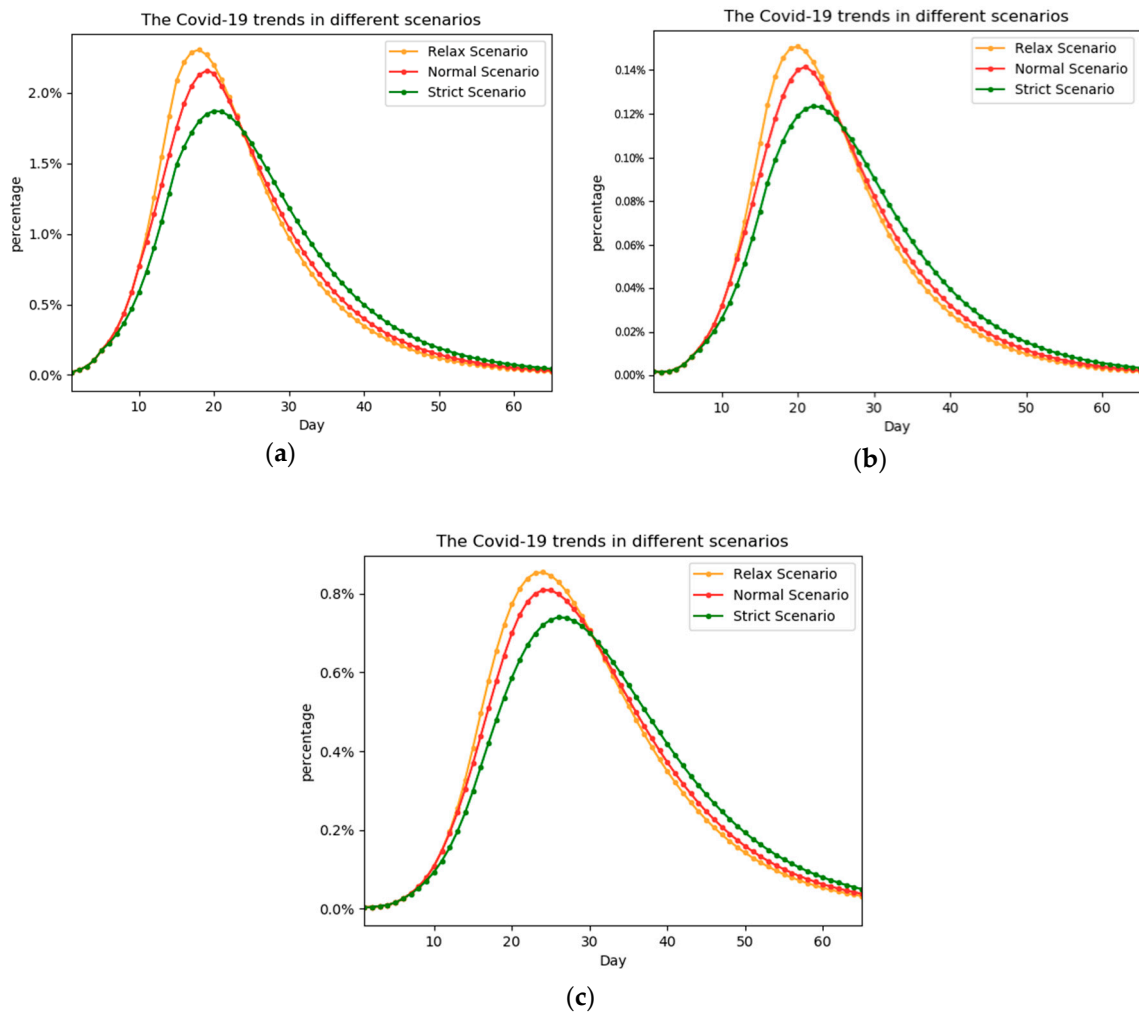 The Covid-19 trends in different scenarios
Relax Scenario
Normal Scenario
Strict Scenario
2.0%
1.5%
1.0%
0.5%
0.0%
percentage
10 20 30 40 50 60
Day
(a)
The Covid-19 trends in different scenarios
Relax Scenario
Normal Scenario
Strict Scenario
0.14%
0.12%
0.10%
0.08%
0.06%
0.04%
0.02%
0.00%
percentage
10 20 30 40 50 60
Day
(b)
The Covid-19 trends in different scenarios
Relax Scenario
Normal Scenario
Strict Scenario
0.8%
0.6%
0.4%
0.2%
0.0%
percentage
10 20 30 40 50 60
Day
(c)